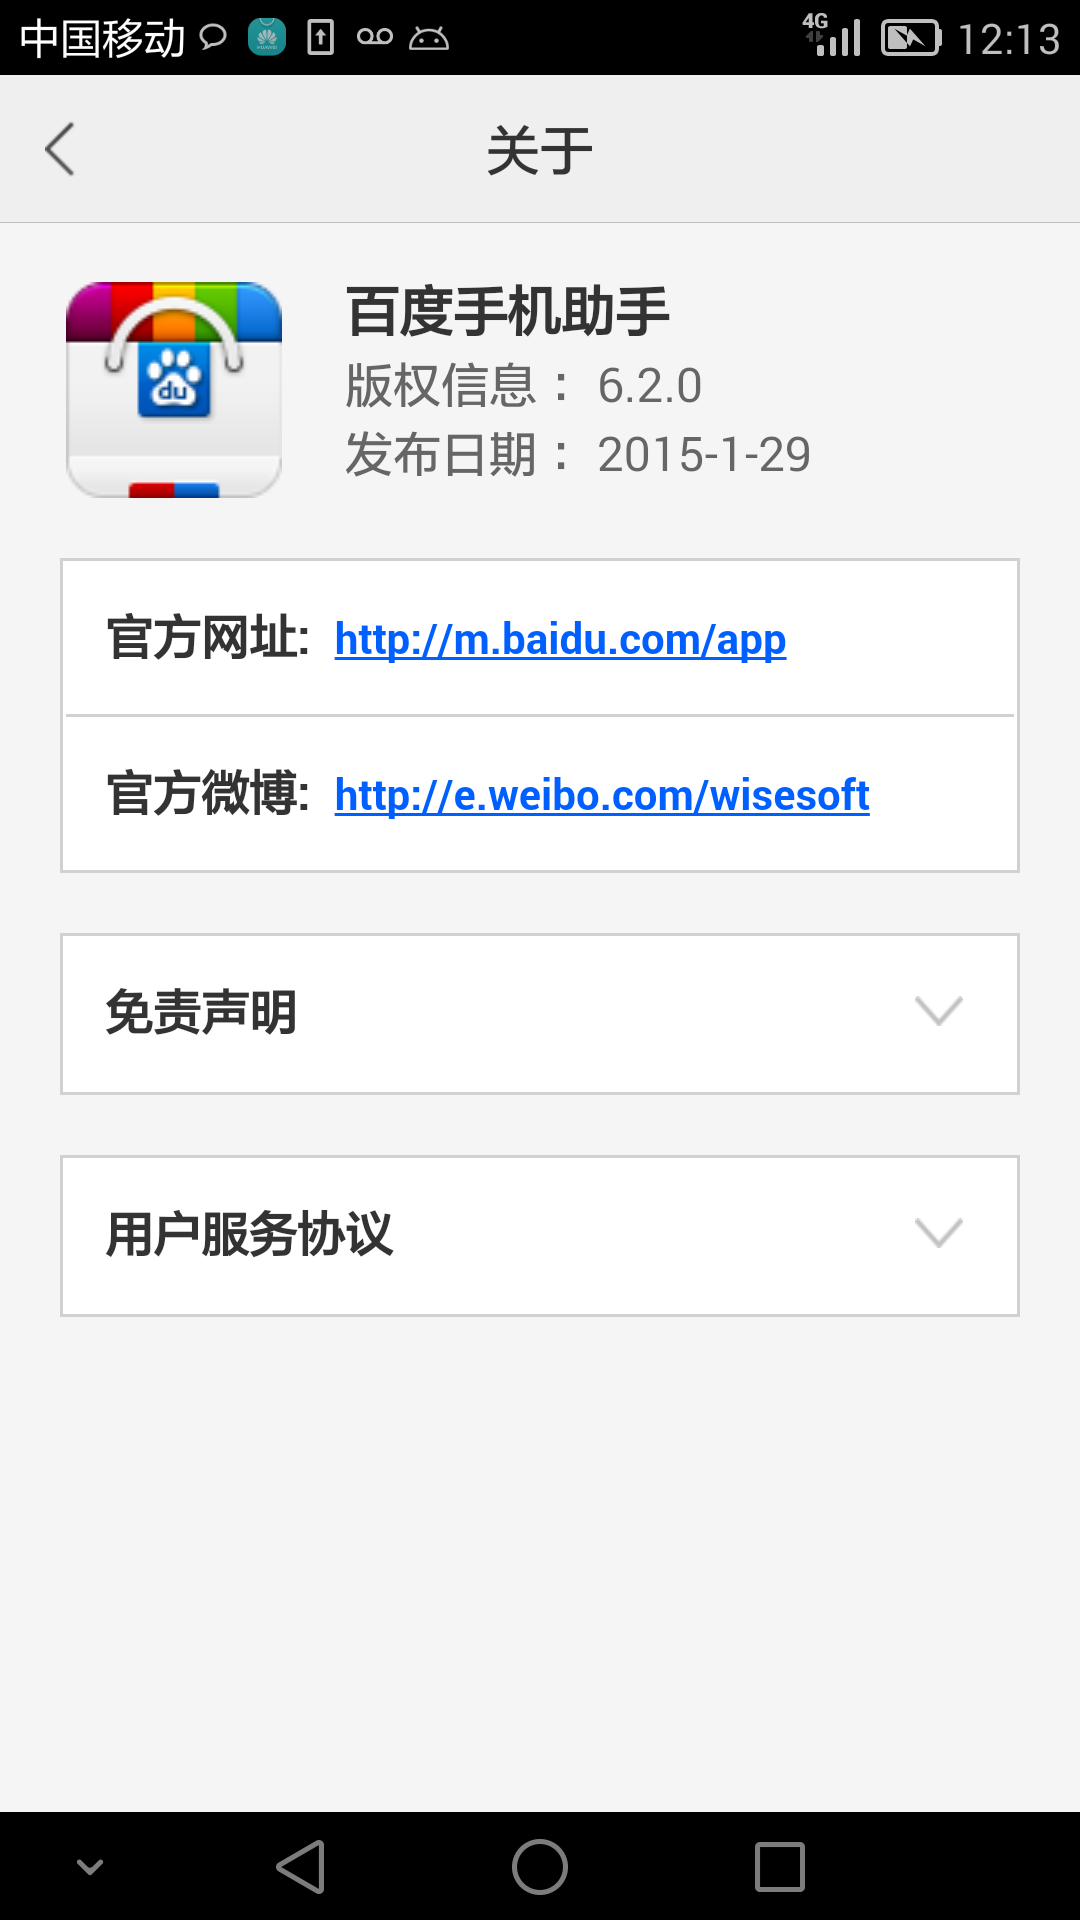 中国移动 4G 12:13
关于
du
百度手机助手
版权信息： 6.2.0
发布日期： 2015-1-29
官方网址: http://m.baidu.com/app
官方微博: http://e.weibo.com/wisesoft
免责声明
用户服务协议